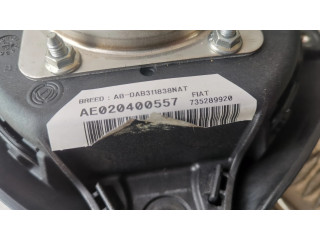 BREED : AB-DAB311838NAT FIAT
AE020400557 735289920